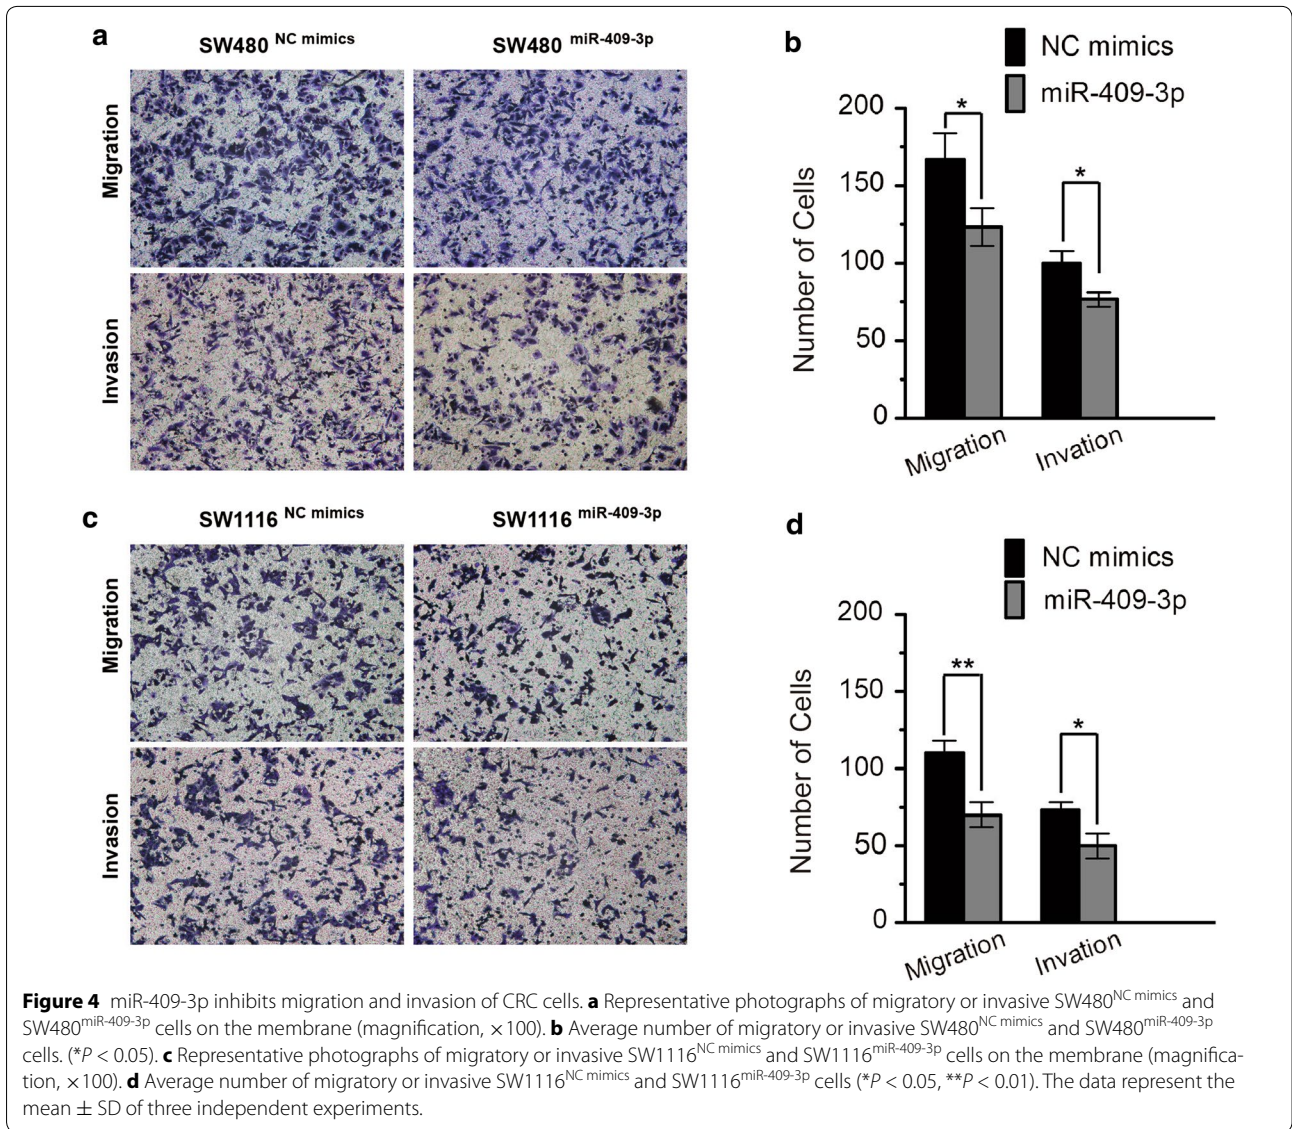 a
SW480 NC mimics
SW480 miR-409-3p
Migration
Invasion
b
NC mimics
miR-409-3p
200
150
100
50
0
Number of Cells
*
*
Migration
Invation
c
SW1116 NC mimics
SW1116 miR-409-3p
Migration
Invasion
d
NC mimics
miR-409-3p
200
150
100
50
0
Number of Cells
**
*
Migration
Invation
Figure 4 miR-409-3p inhibits migration and invasion of CRC cells. a Representative photographs of migratory or invasive SW480NC mimics and
SW480miR-409-3p cells on the membrane (magnification, ×100). b Average number of migratory or invasive SW480NC mimics and SW480miR-409-3p
cells. (*P < 0.05). c Representative photographs of migratory or invasive SW1116NC mimics and SW1116miR-409-3p cells on the membrane (magnifica-
tion, ×100). d Average number of migratory or invasive SW1116NC mimics and SW1116miR-409-3p cells (*P < 0.05, **P < 0.01). The data represent the
mean ± SD of three independent experiments.